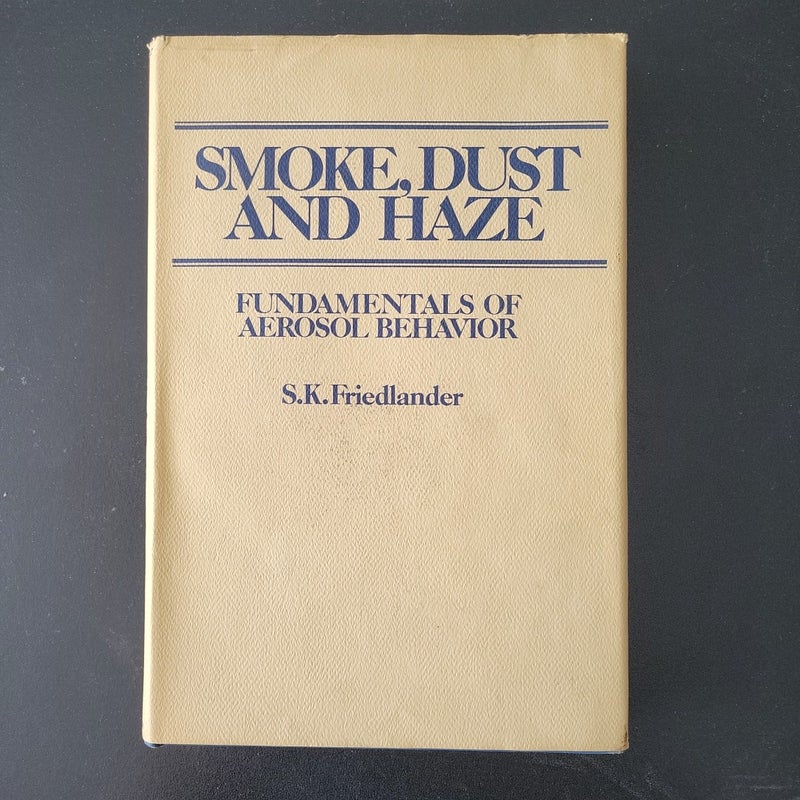 SMOKE, DUST
AND HAZE
FUNDAMENTALS OF
AEROSOL BEHAVIOR
S.K.Friedlander